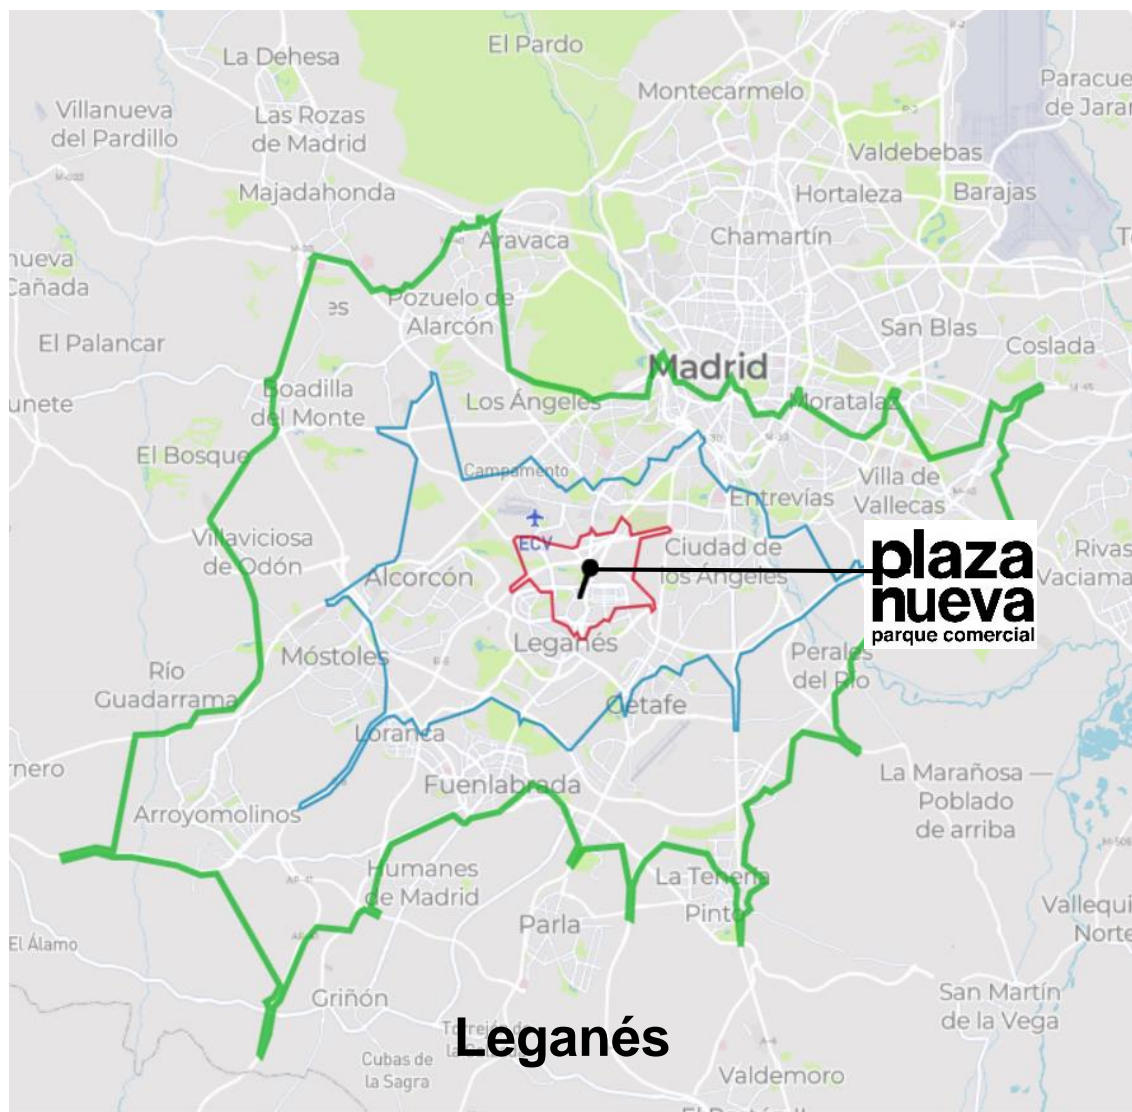 El Pardo
La Dehesa
Montecarmelo
Paracue
de Jarar
Villanueva
del Pardillo
Las Rozas
de Madrid
Valdebebas
Majadahonda
Hortaleza
Barajas
Chamartín
Aravaca
nueva
Cañada
Pozuelo de
Alarcón
es
San Blas
El Palancar
Coslada
Madrid
Boadilla
del Monte
Los Ángeles
Moratalaz
unete
El Bosque
Campamento
Villa de
Vallecas
Entrevías
Villaviciosa
de Odón
ECV
Ciudad de
los Ángeles
plaza
nueva
parque comercial
Rivas
Vaciama
Alcorcón
Leganés
Móstoles
Perales
del Río
Río
Guadarrama
Getafe
Loranca
rnero
La Marañosa —
Poblado
de arriba
Fuenlabrada
Arroyomolinos
Humanes
de Madrid
La Tenería
Pinto
Parla
Vallequi
Norte
El Álamo
Griñón
San Martín
de la Vega
Leganés
Cubas de
la Sagra
Valdemoro